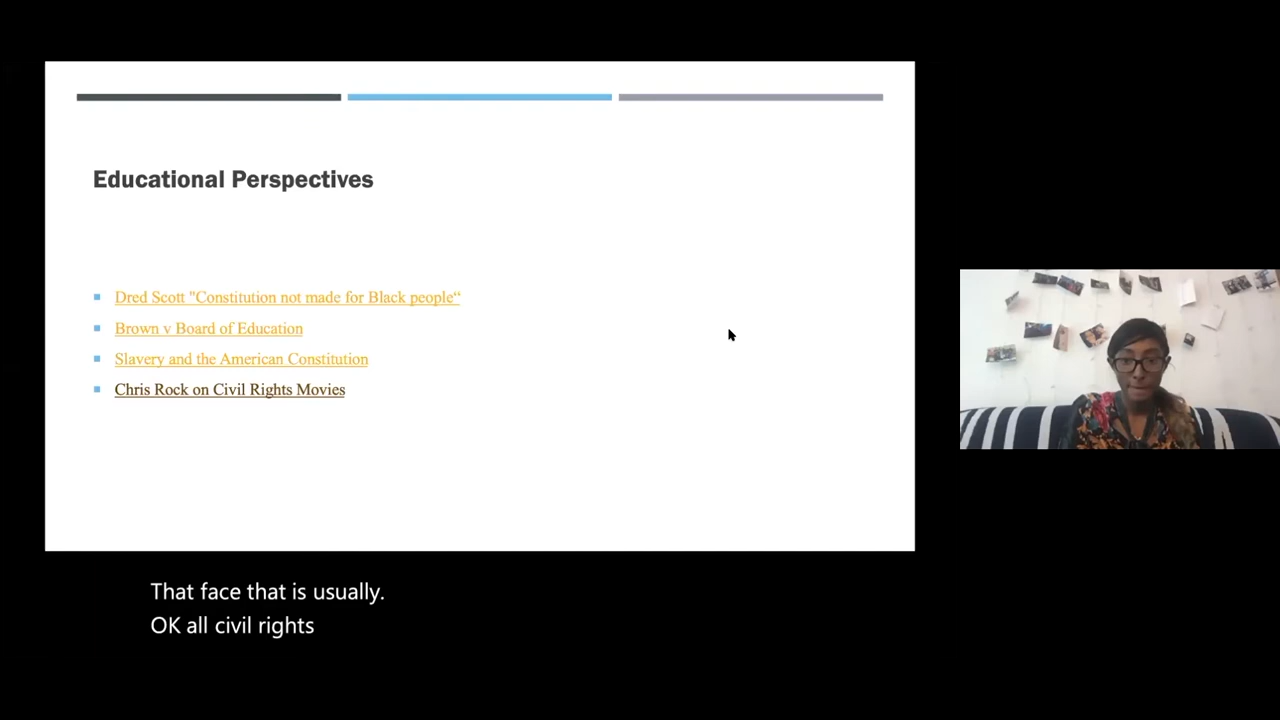 Educational Perspectives
Dred Scott "Constitution not made for Black people“
Brown v Board of Education
Slavery and the American Constitution
Chris Rock on Civil Rights Movies
That face that is usually.
OK all civil rights